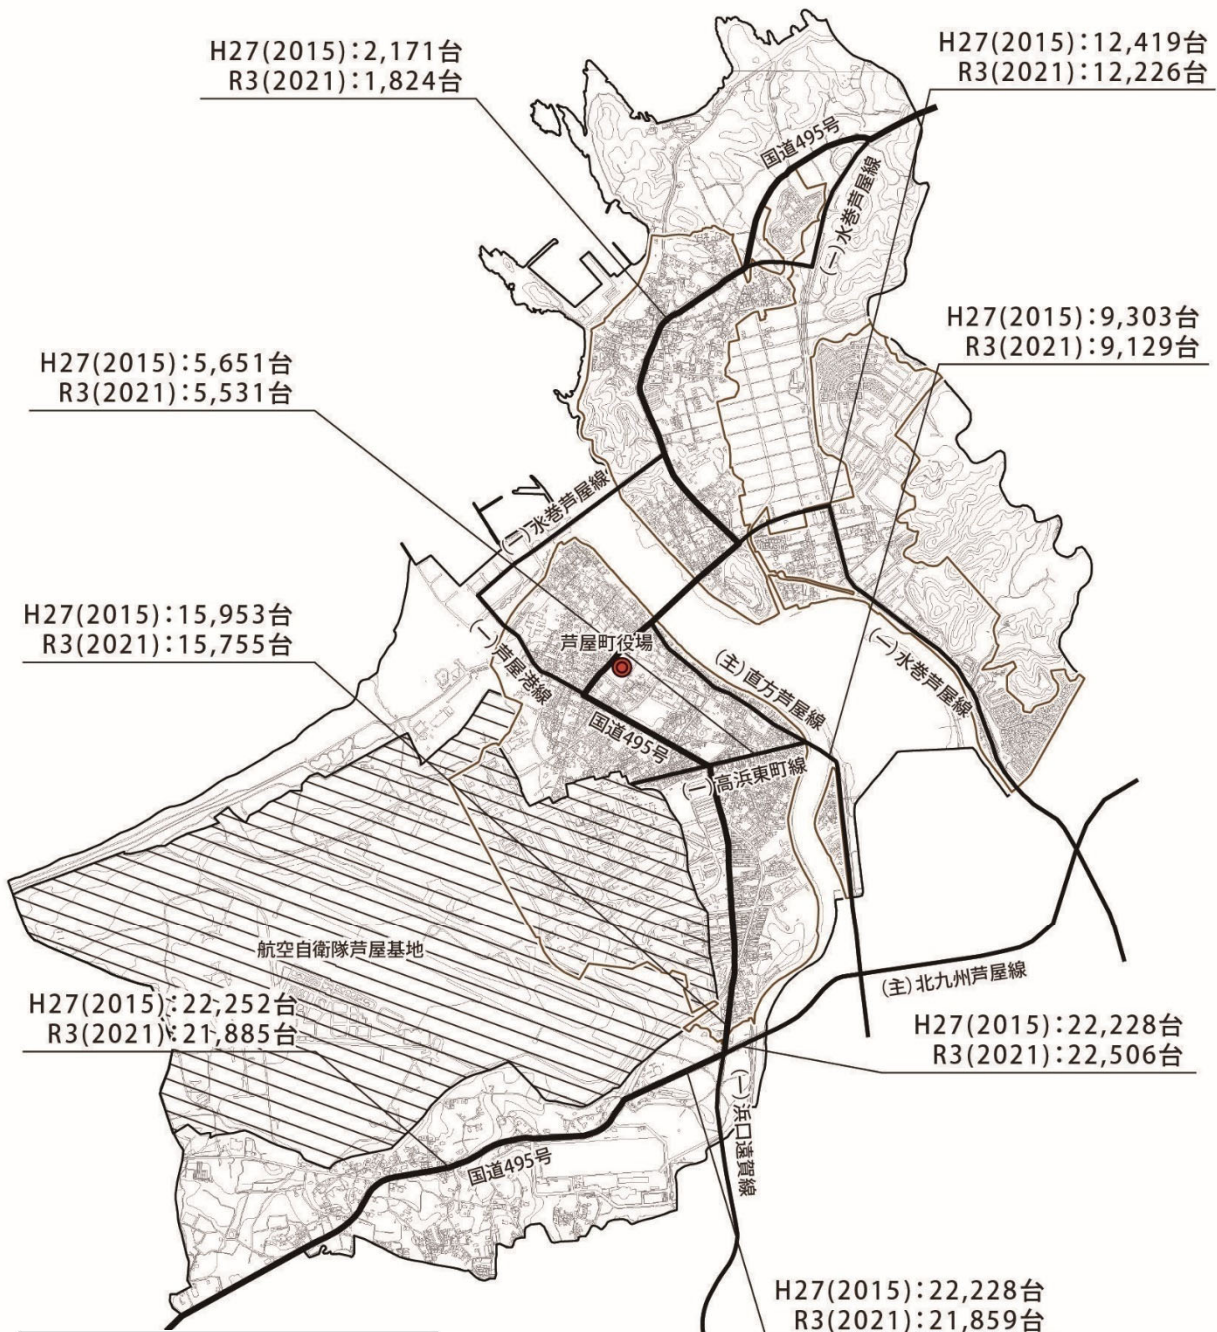 H27(2015)：2,171台
R3(2021)：1,824台
H27(2015)：12,419台
R3(2021)：12,226台
国道495号
(一)水巻芦屋線
H27(2015)：9,303台
R3(2021)：9,129台
H27(2015)：5,651台
R3(2021)：5,531台
(一)水巻芦屋線
H27(2015)：15,953台
R3(2021)：15,755台
芦屋町役場
(一)芦屋港線
(主)直方芦屋線
(一)水巻芦屋線
国道495号
(一)高浜東町線
航空自衛隊芦屋基地
(主)北九州芦屋線
H27(2015)：22,252台
R3(2021)：21,885台
H27(2015)：22,228台
R3(2021)：22,506台
(一)浜口遠賀線
国道495号
H27(2015)：22,228台
R3(2021)：21,859台